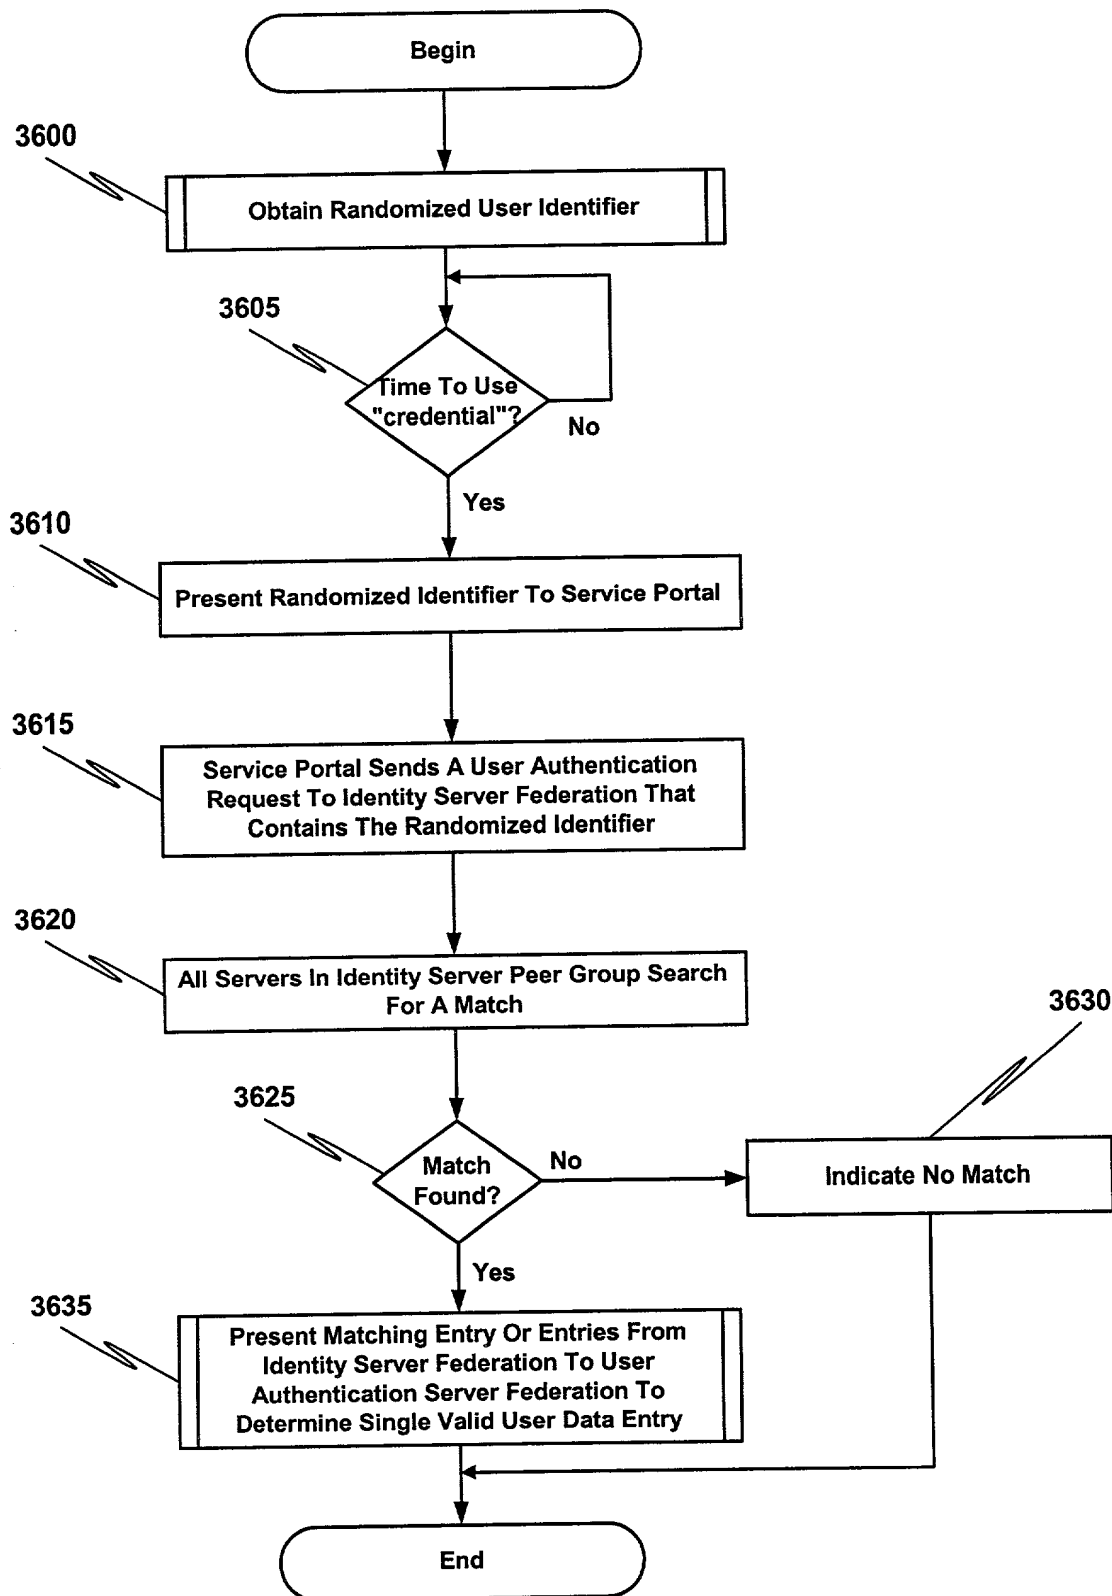 Begin
3600
Obtain Randomized User Identifier
3605
Time To Use
"credential"?
No
Yes
3610
Present Randomized Identifier To Service Portal
3615
Service Portal Sends A User Authentication
Request To Identity Server Federation That
Contains The Randomized Identifier
3620
All Servers In Identity Server Peer Group Search
For A Match
3630
3625
Match
Found?
No
Indicate No Match
Yes
3635
Present Matching Entry Or Entries From
Identity Server Federation To User
Authentication Server Federation To
Determine Single Valid User Data Entry
End